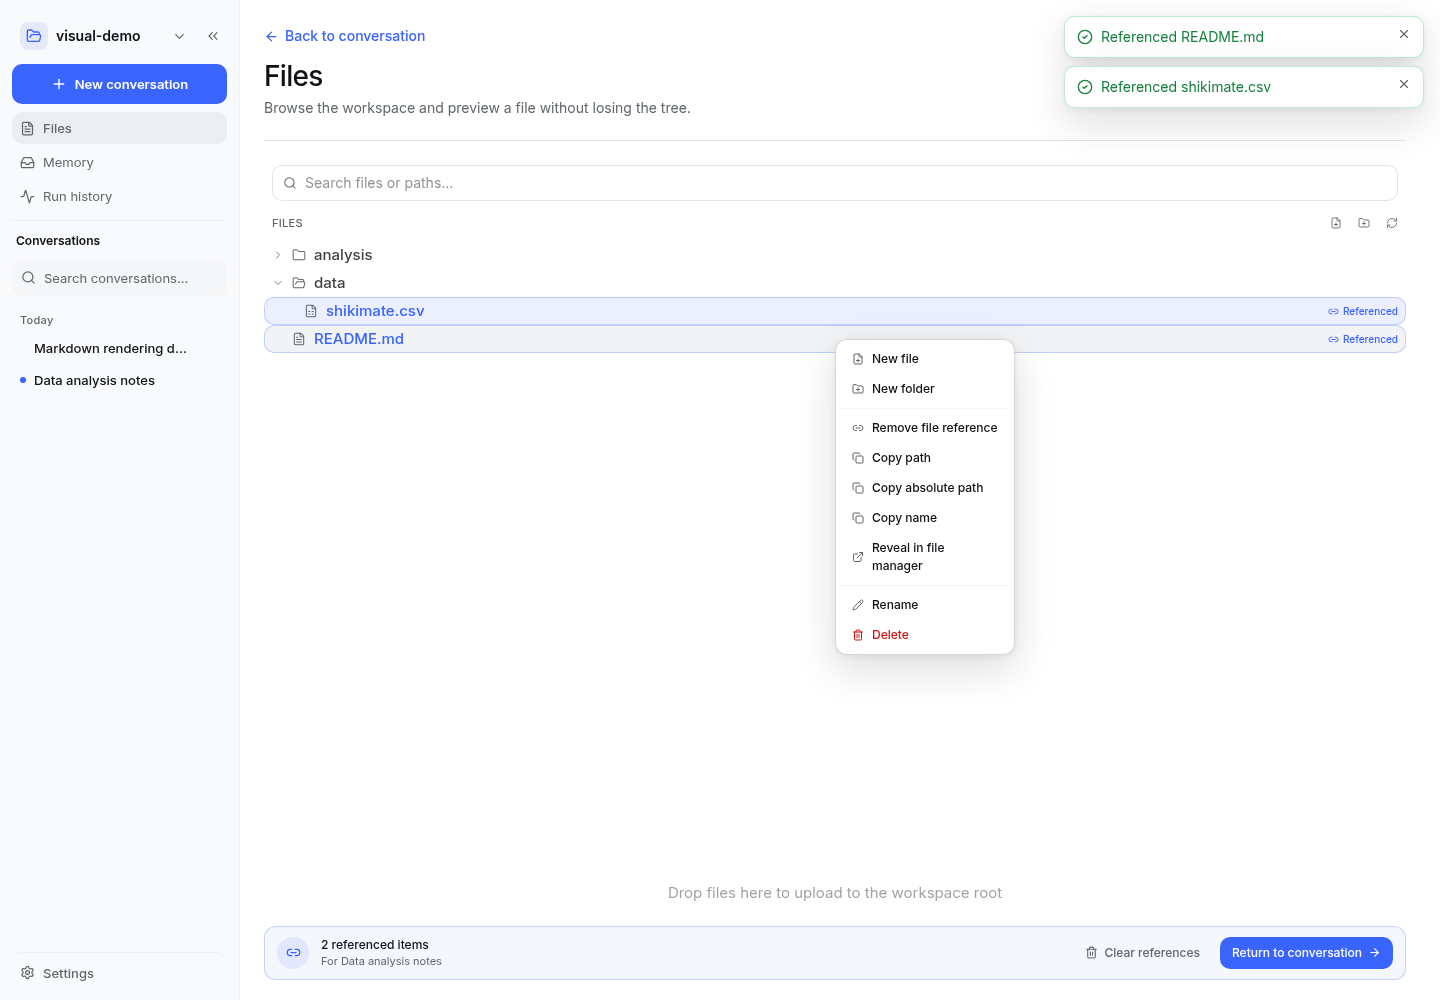 visual-demo
New conversation
Files
Memory
Run history
Conversations
Search conversations...
Today
Markdown rendering d...
Data analysis notes
Settings
Back to conversation
Files
Browse the workspace and preview a file without losing the tree.
Referenced README.md
Referenced shikimate.csv
Search files or paths...
FILES
analysis
data
shikimate.csv
Referenced
README.md
Referenced
New file
New folder
Remove file reference
Copy path
Copy absolute path
Copy name
Reveal in file
manager
Rename
Delete
Drop files here to upload to the workspace root
2 referenced items
For Data analysis notes
Clear references
Return to conversation